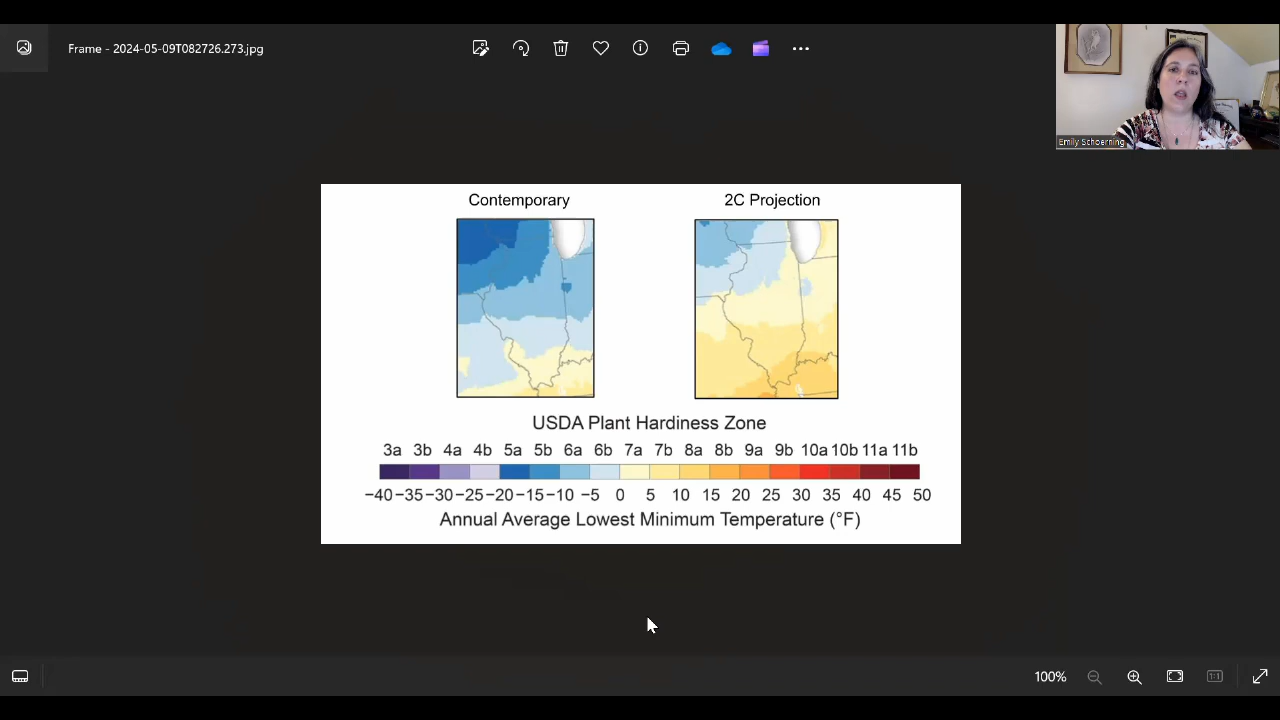 Frame - 2024-05-09T082726.273.jpg
Emily Schoerning
Contemporary
2C Projection
USDA Plant Hardiness Zone
3a 3b 4a 4b 5a 5b 6a 6b 7a 7b 8a 8b 9a 9b 10a 10b 11a 11b
−40 −35 −30 −25 −20 −15 −10 −5 0 5 10 15 20 25 30 35 40 45 50
Annual Average Lowest Minimum Temperature (°F)
100%
1:1